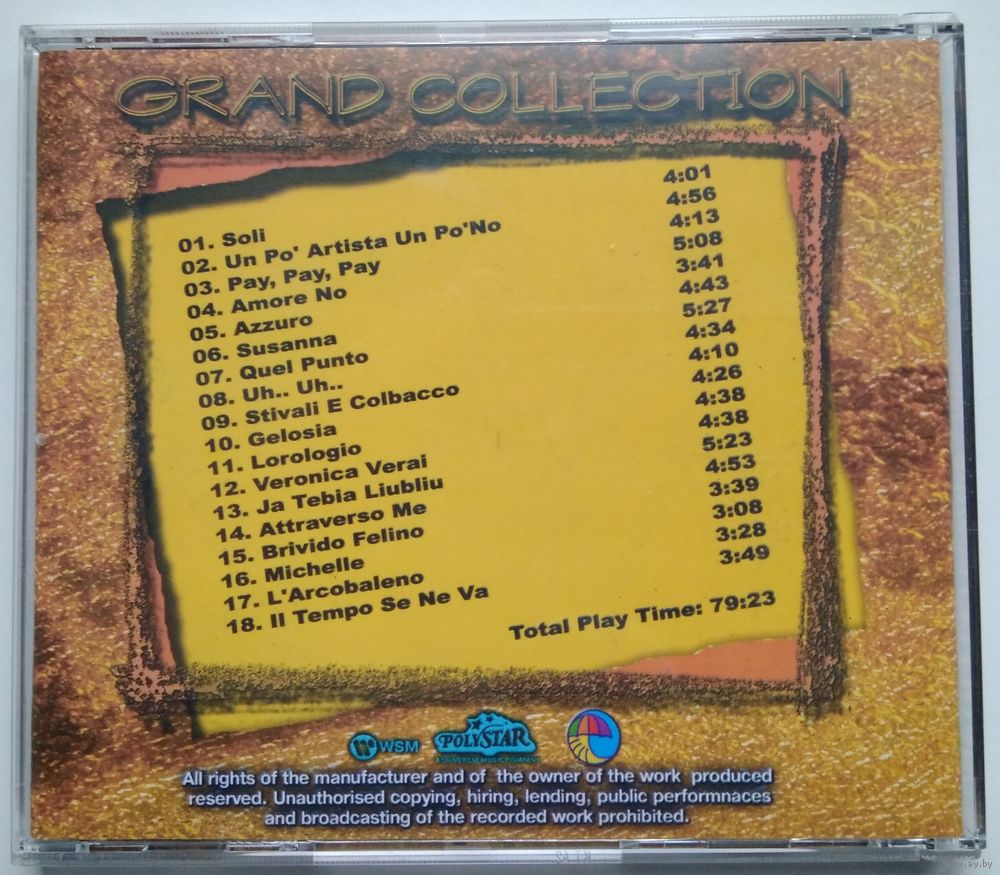 GRAND COLLECTION
01. Soli 4:01
02. Un Po' Artista Un Po'No 4:56
03. Pay, Pay, Pay 4:13
04. Amore No 5:08
05. Azzuro 3:41
06. Susanna 4:43
07. Quel Punto 5:27
08. Uh.. Uh.. 4:34
09. Stivali E Colbacco 4:10
10. Gelosia 4:26
11. Lorologio 4:38
12. Veronica Verai 4:38
13. Ja Tebia Liubliu 5:23
14. Attraverso Me 4:53
15. Brivido Felino 3:39
16. Michelle 3:08
17. L'Arcobaleno 3:28
18. Il Tempo Se Ne Va 3:49
Total Play Time: 79:23
WSM POLYSTAR
A UNIVERSAL MUSIC COMPANY
All rights of the manufacturer and of the owner of the work produced
reserved. Unauthorised copying, hiring, lending, public performnaces
and broadcasting of the recorded work prohibited.